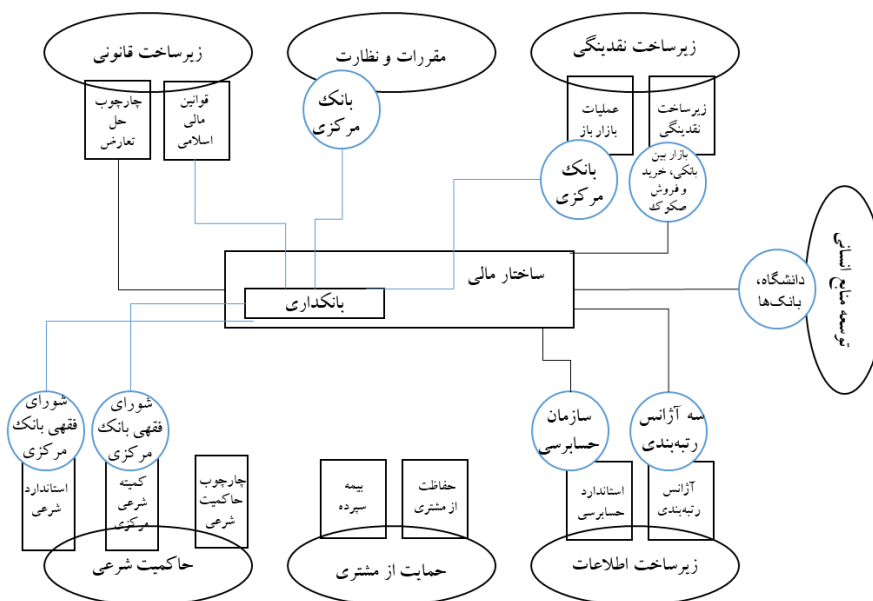 زیرساخت نقدینگی
مقررات و نظارت
زیرساخت قانونی
زیرساخت
نقدینگی
عملیات
بازار باز
بانک
مرکزی
قوانین
مالی
اسلامی
چارچوب
حل
تعارض
بازار بین
بانکی، خرید
و فروش
صکوک
بانک
مرکزی
توسعه منابع انسانی
دانشگاه،
بانک‌ها
ساختار مالی
بانکداری
سه آژانس
رتبه‌بندی
سازمان
حسابرسی
شورای
فقهی بانک
مرکزی
شورای
فقهی بانک
مرکزی
آژانس
رتبه‌بندی
استاندارد
حسابرسی
حفاظت
از مشتری
بیمه
سپرده
چارچوب
حاکمیت
شرعی
کمیته
شرعی
مرکزی
استاندارد
شرعی
زیرساخت اطلاعات
حمایت از مشتری
حاکمیت شرعی